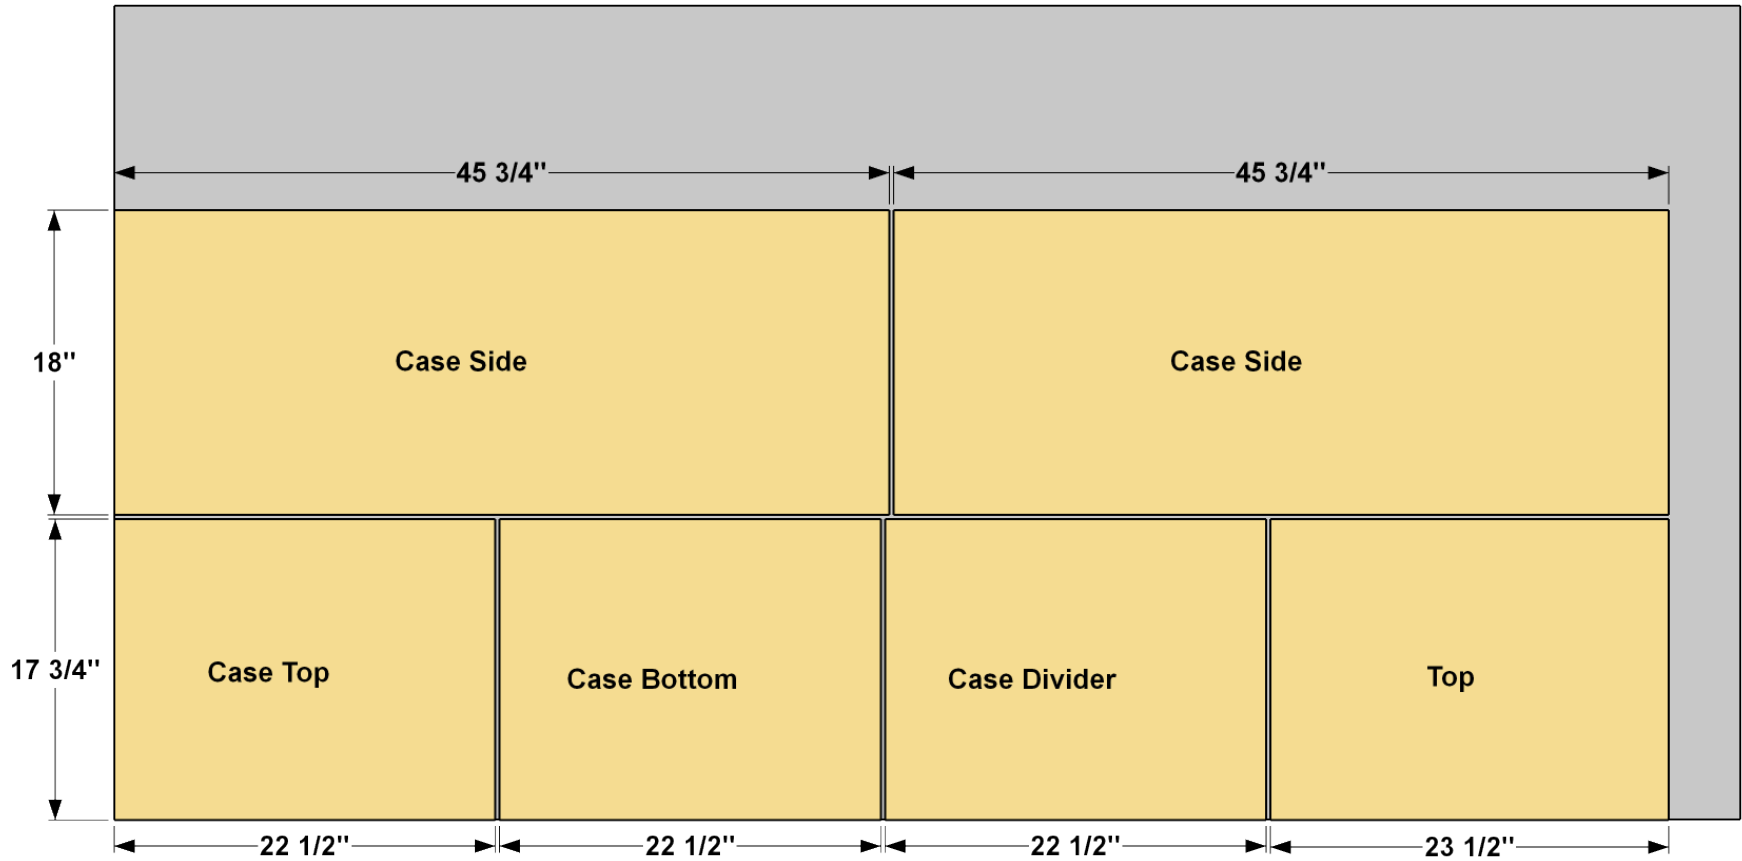 45 3/4" 45 3/4"
18"
Case Side Case Side
17 3/4"
Case Top Case Bottom Case Divider Top
22 1/2" 22 1/2" 22 1/2" 23 1/2"